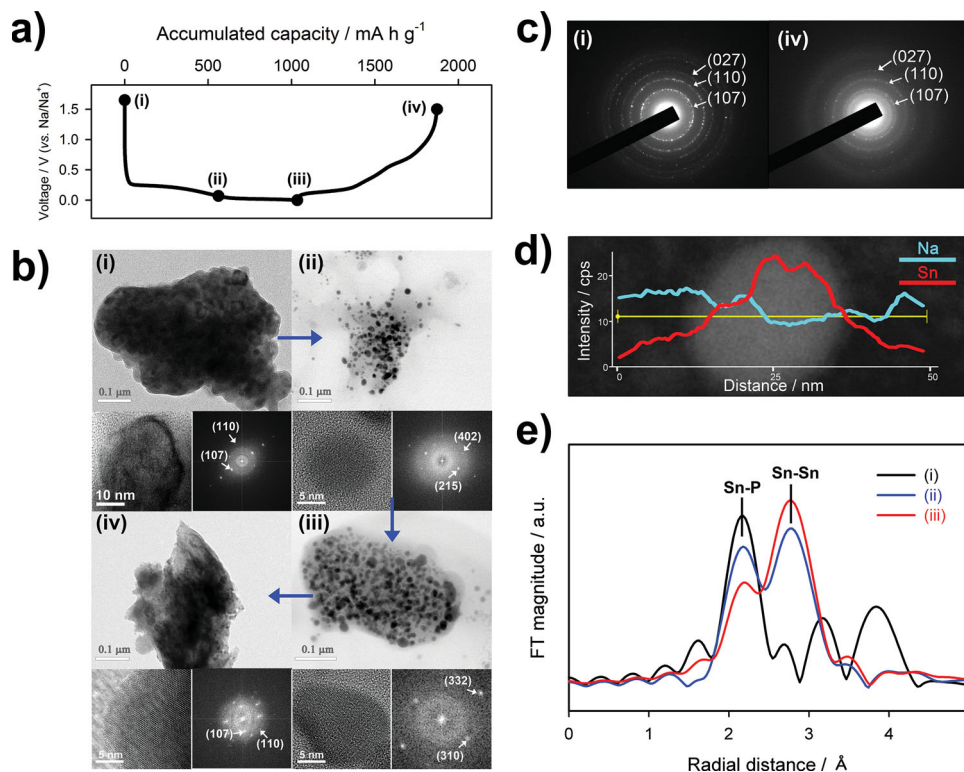 a)
Accumulated capacity / mA h g⁻¹
0 500 1000 1500 2000
Voltage / V (vs. Na/Na⁺)
1.5
1.0
0.5
0.0
(i)
(ii)
(iii)
(iv)
b)
(i)
0.1 μm
(ii)
0.1 μm
10 nm
(110)
(107)
5 nm
(402)
(215)
(iv)
0.1 μm
(iii)
0.1 μm
5 nm
(107)
(110)
5 nm
(332)
(310)
c)
(i)
(027)
(110)
(107)
(iv)
(027)
(110)
(107)
d)
Na
Sn
Intensity / cps
20
10
0
0 25 50
Distance / nm
e)
Sn-P
Sn-Sn
(i)
(ii)
(iii)
FT magnitude / a.u.
0 1 2 3 4
Radial distance / Å